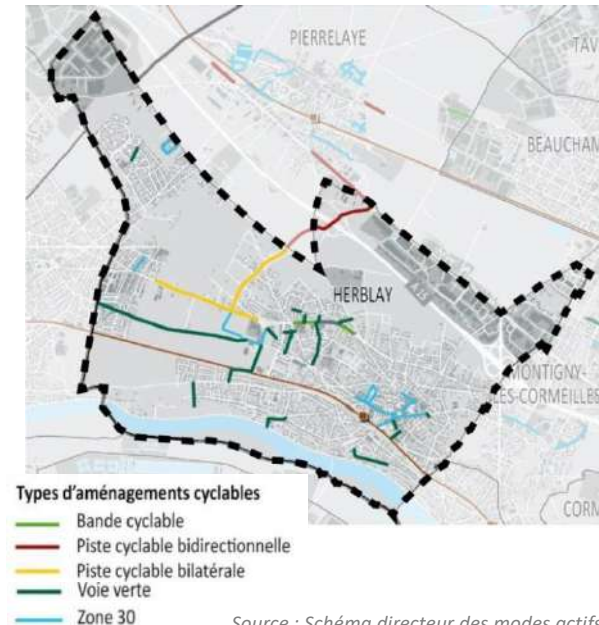 PIERRELAYE
TAV
BEAUCHAM
HERBLAY
MONTIGNY-
LES-CORMEILLES
CORM
Types d'aménagements cyclables
Bande cyclable
Piste cyclable bidirectionnelle
Piste cyclable bilatérale
Voie verte
Zone 30
Source : Schéma directeur des modes actifs